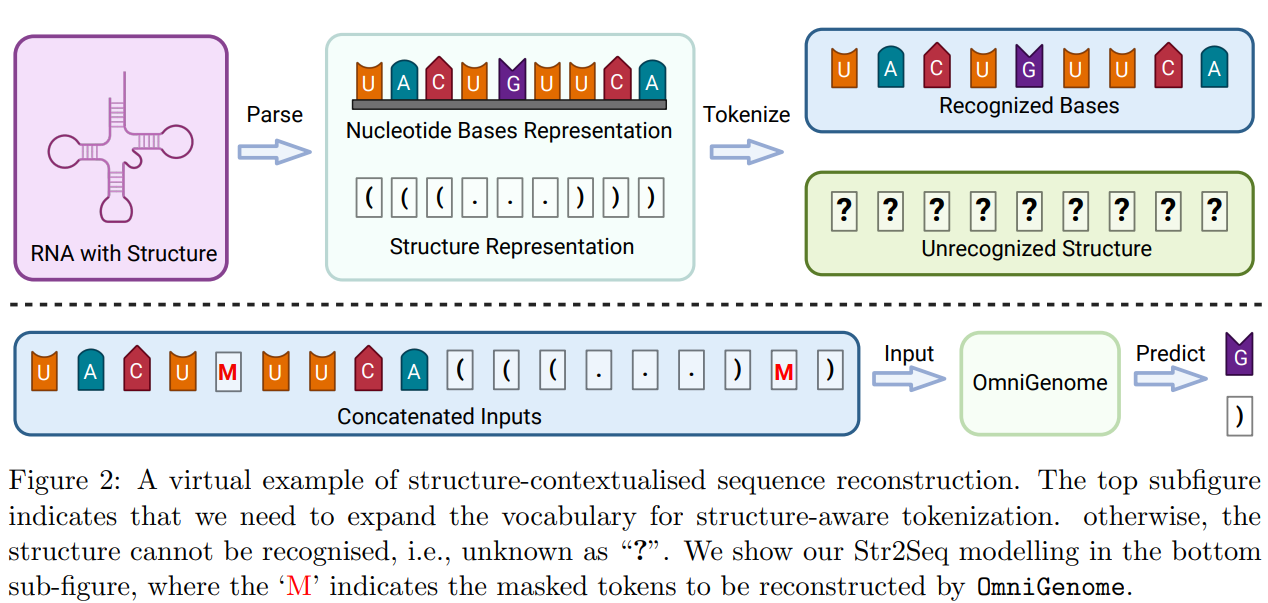 U A C U G U U C A
Parse
Nucleotide Bases Representation
( ( ( . . . ) ) )
Structure Representation
RNA with Structure
Tokenize
U A C U G U U C A
Recognized Bases
? ? ? ? ? ? ? ? ?
Unrecognized Structure
U A C U M U U C A ( ( ( . . . ) M )
Concatenated Inputs
Input
OmniGenome
Predict
G
)
Figure 2: A virtual example of structure-contextualised sequence reconstruction. The top subfigure
indicates that we need to expand the vocabulary for structure-aware tokenization. otherwise, the
structure cannot be recognised, i.e., unknown as “?”. We show our Str2Seq modelling in the bottom
sub-figure, where the ‘M’ indicates the masked tokens to be reconstructed by OmniGenome.